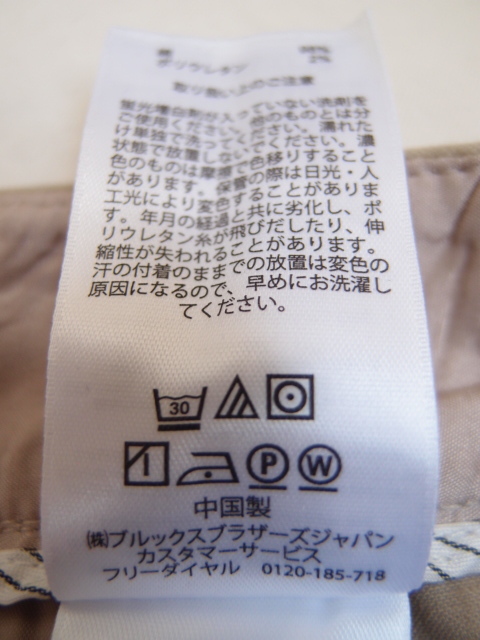 綿 98%
ポリウレタン 2%
取り扱い上のご注意
蛍光増白剤が入っていない洗剤を
ご使用ください。他のものとは分
け単独で洗ってください。濡れた
状態で放置しないでください。濃
色のものは摩擦で色移りすること
があります。保管の際は日光・人
工光により変色することがありま
す。年月の経過と共に劣化し、ポ
リウレタン糸が飛びだしたり、伸
縮性が失われることがあります。
汗の付着のままでの放置は変色の
原因になるので、早めにお洗濯し
てください。
30
P W
中国製
㈱ブルックスブラザーズジャパン
カスタマーサービス
フリーダイヤル 0120-185-718